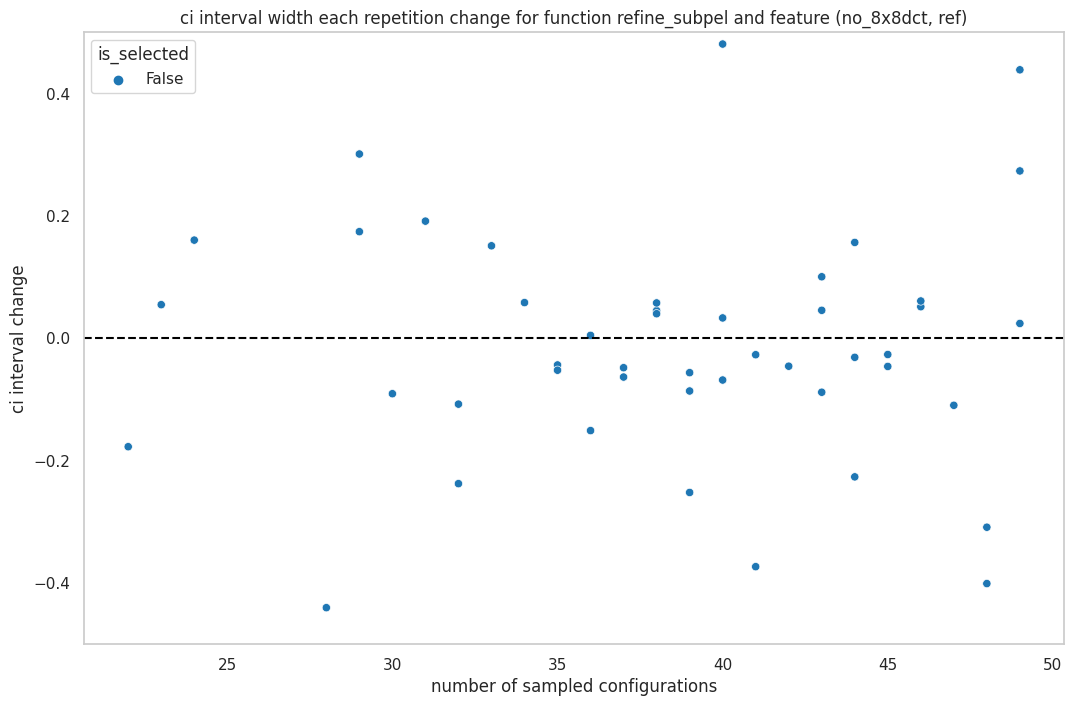 ci interval width each repetition change for function refine_subpel and feature (no_8x8dct, ref)
is_selected
False
ci interval change
0.4
0.2
0.0
−0.2
−0.4
25
30
35
40
45
50
number of sampled configurations